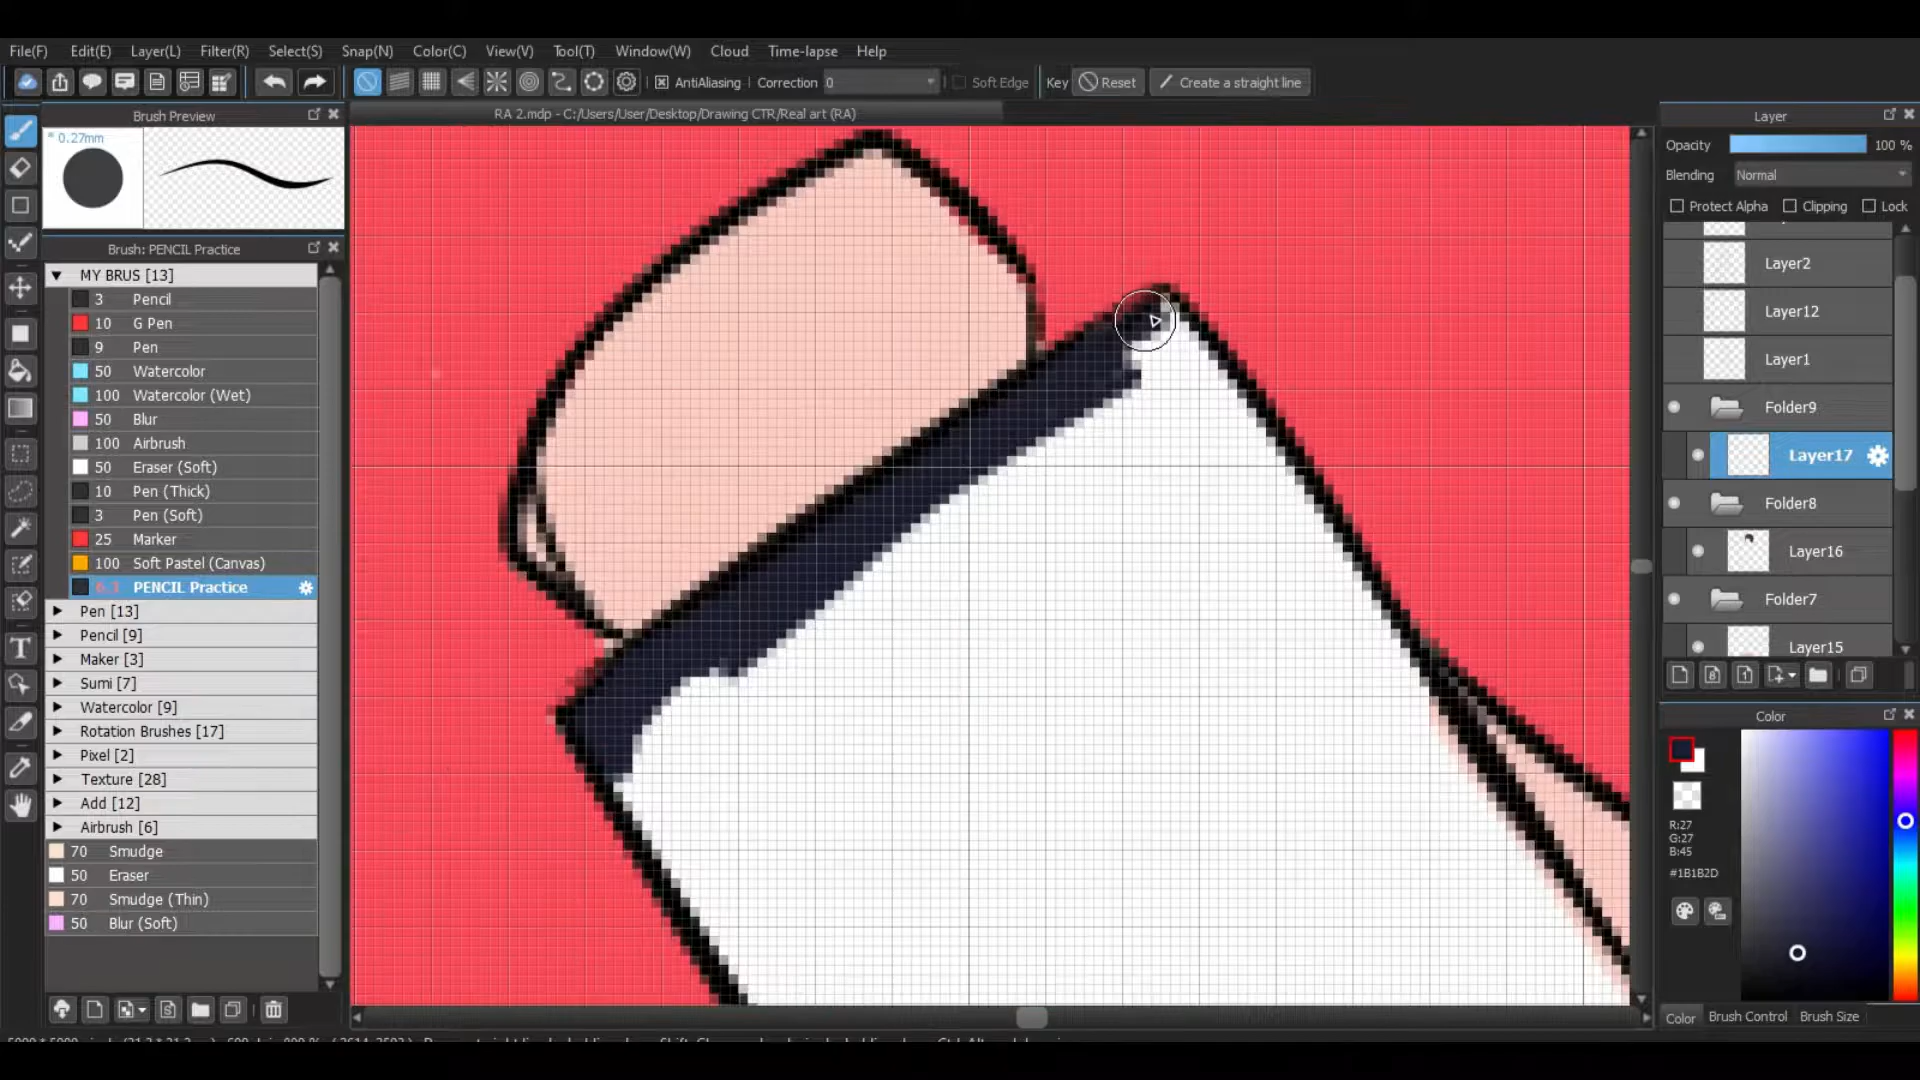 File(F) Edit(E) Layer(L) Filter(R) Select(S) Snap(N) Color(C) View(V) Tool(T) Window(W) Cloud Time-lapse Help
AntiAliasing Correction 0 Soft Edge Key Reset Create a straight line
Brush Preview
RA 2.mdp - C:/Users/User/Desktop/Drawing CTR/Real art (RA)
* 0.27mm
Brush: PENCIL Practice
MY BRUS [13]
3 Pencil
10 G Pen
9 Pen
50 Watercolor
100 Watercolor (Wet)
50 Blur
100 Airbrush
50 Eraser (Soft)
10 Pen (Thick)
3 Pen (Soft)
25 Marker
100 Soft Pastel (Canvas)
PENCIL Practice
Pen [13]
Pencil [9]
Maker [3]
Sumi [7]
Watercolor [9]
Rotation Brushes [17]
Pixel [2]
Texture [28]
Add [12]
Airbrush [6]
70 Smudge
50 Eraser
70 Smudge (Thin)
50 Blur (Soft)
Layer
Opacity 100 %
Blending Normal
Protect Alpha Clipping Lock
Layer2
Layer12
Layer1
Folder9
Layer17
Folder8
Layer16
Folder7
Layer15
Color
R:27
G:27
B:45
#1B1B2D
Color Brush Control Brush Size